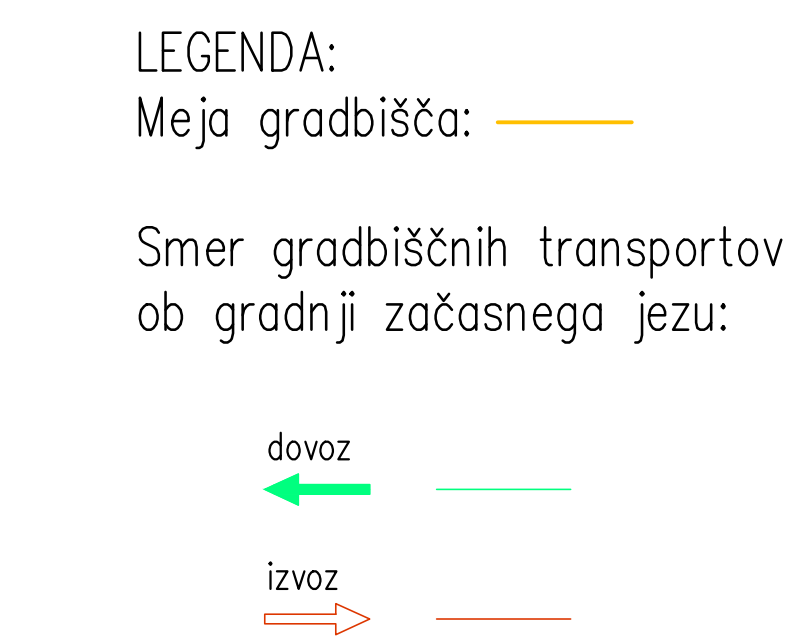 LEGENDA:
Meja gradbišča:
Smer gradbiščnih transportov
ob gradnji začasnega jezu:
dovoz
izvoz